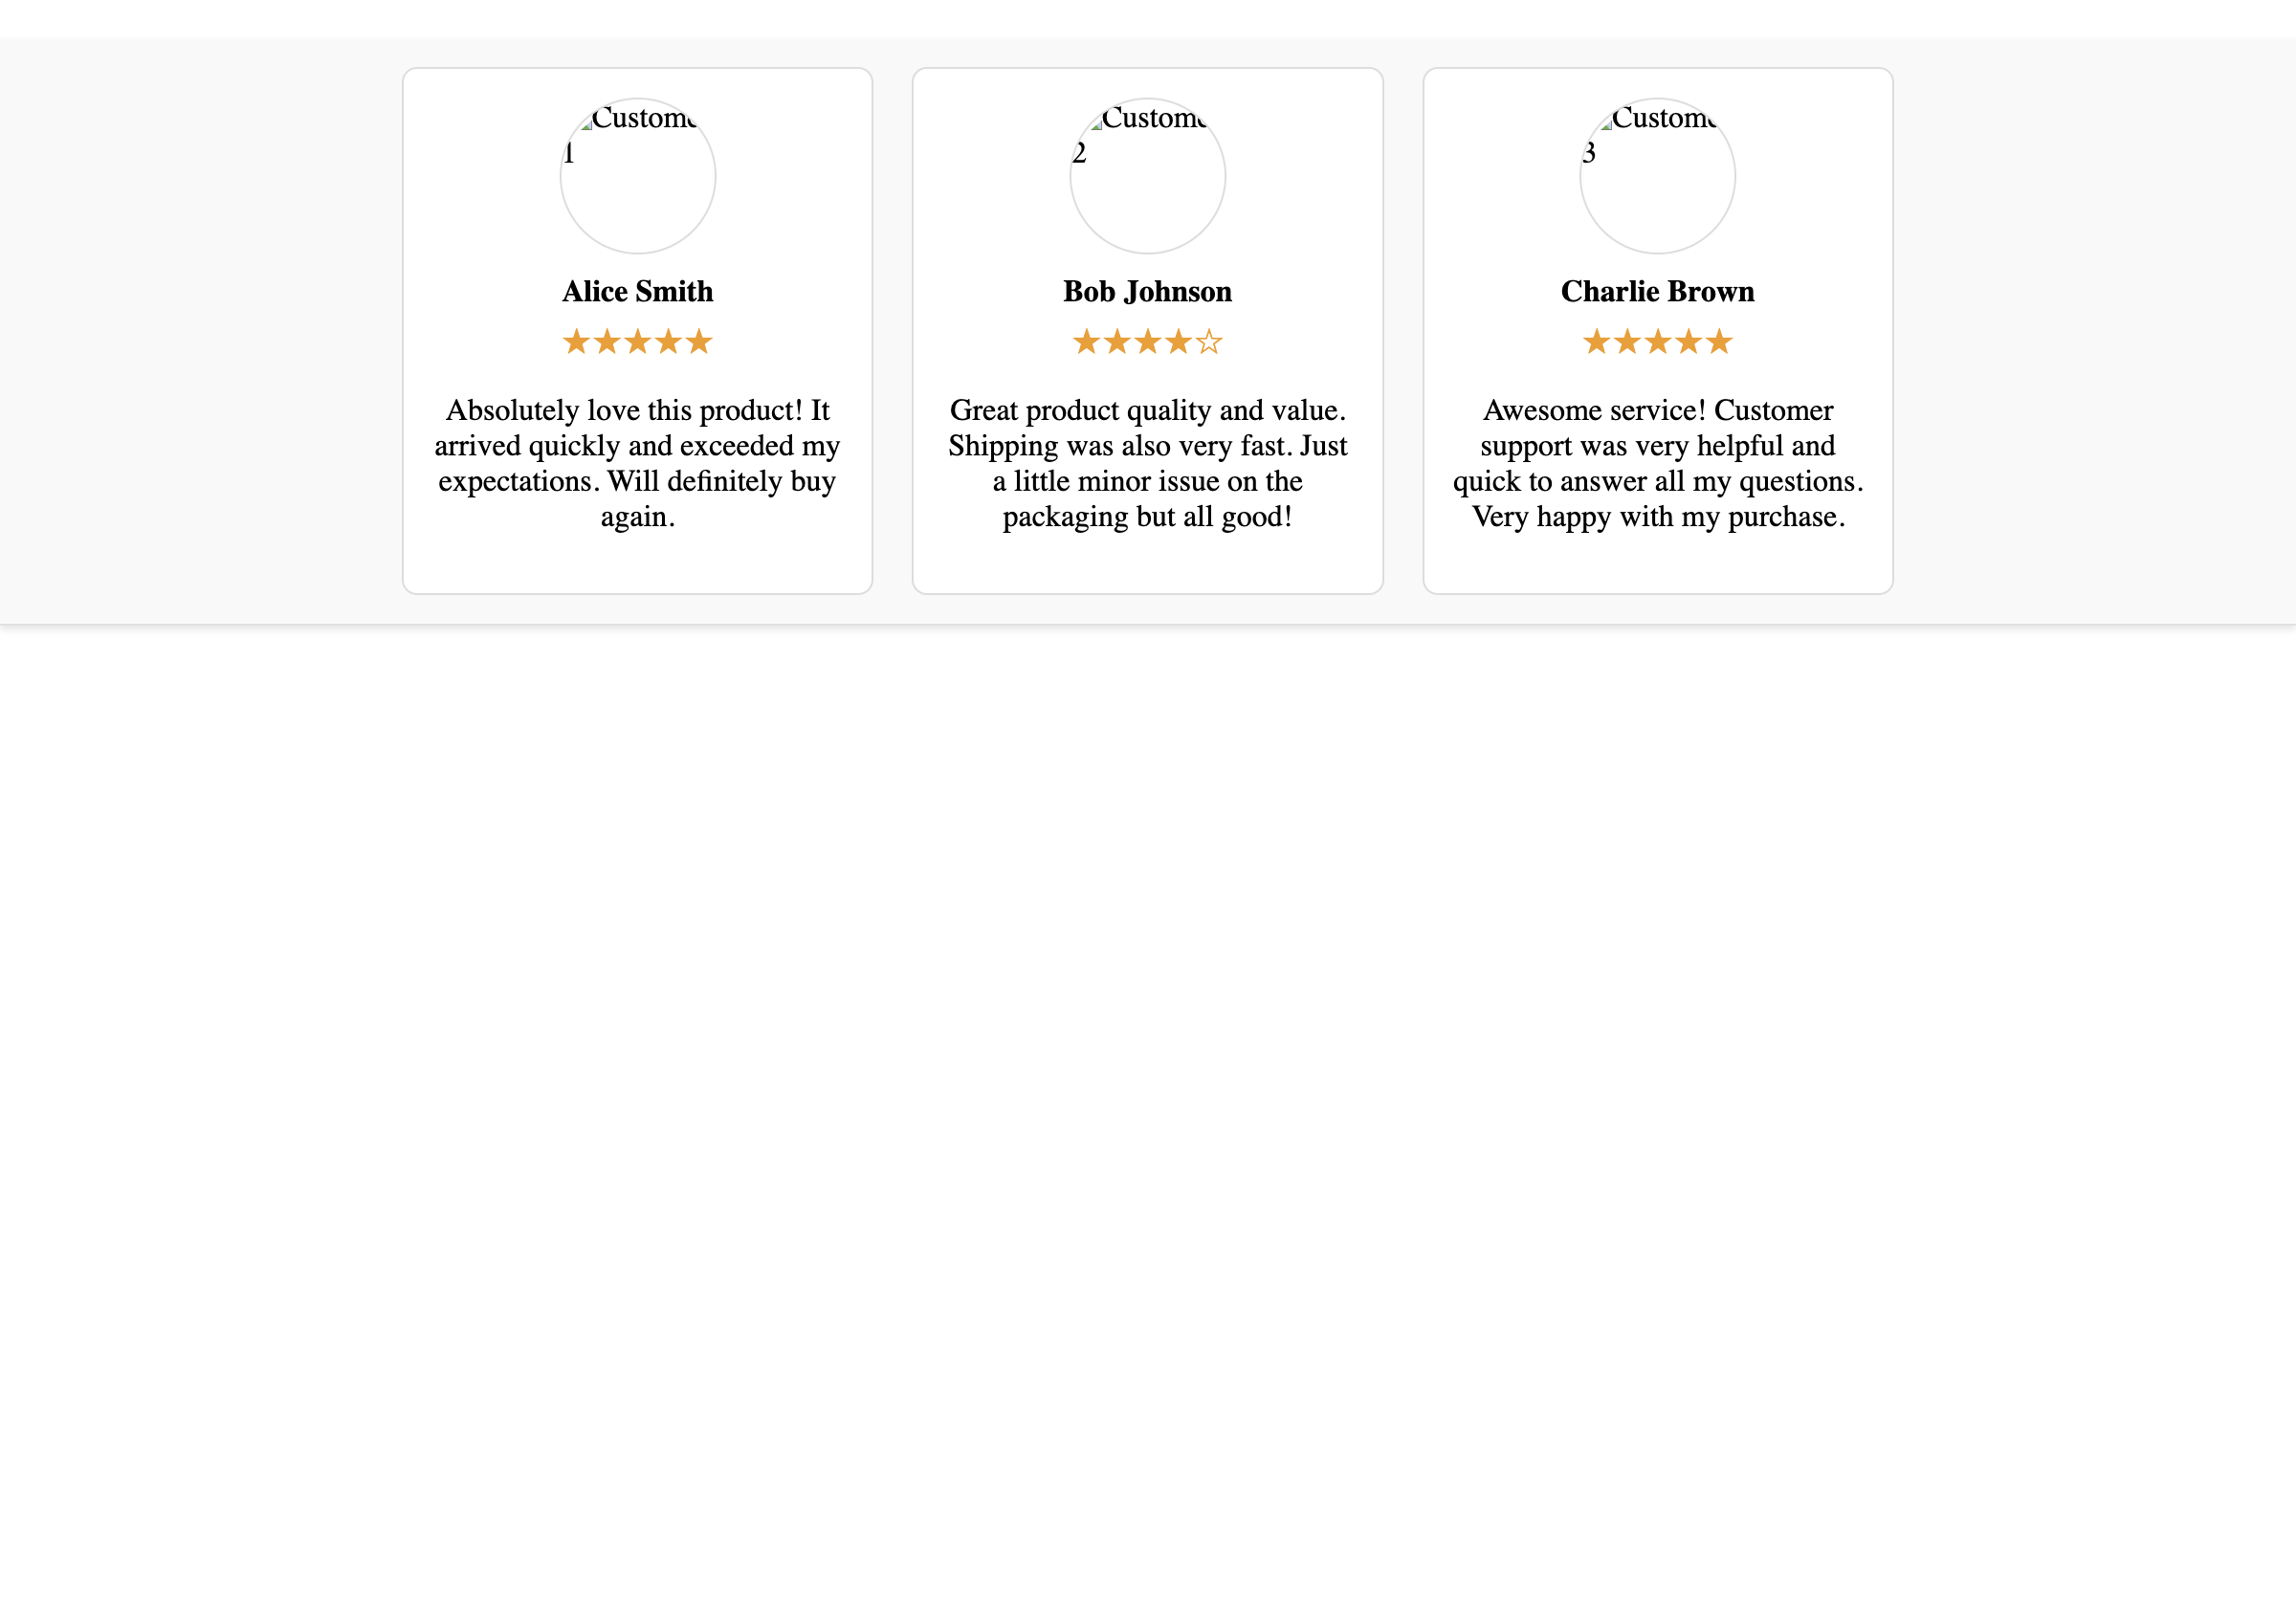 Custome
1
Alice Smith
★★★★★
Absolutely love this product! It
arrived quickly and exceeded my
expectations. Will definitely buy
again.
Custome
2
Bob Johnson
★★★★☆
Great product quality and value.
Shipping was also very fast. Just
a little minor issue on the
packaging but all good!
Custome
3
Charlie Brown
★★★★★
Awesome service! Customer
support was very helpful and
quick to answer all my questions.
Very happy with my purchase.